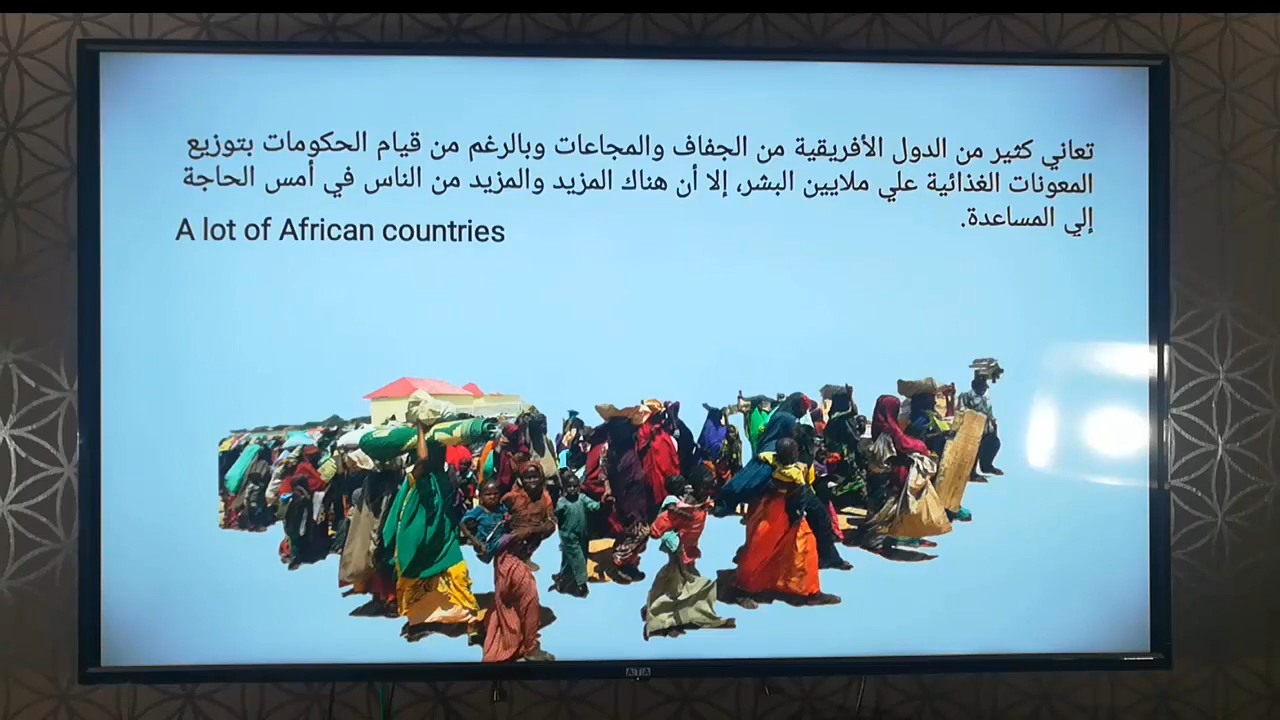 تعاني كثير من الدول الأفريقية من الجفاف والمجاعات وبالرغم من قيام الحكومات بتوزيع
المعونات الغذائية علي ملايين البشر، إلا أن هناك المزيد والمزيد من الناس في أمس الحاجة
إلي المساعدة.
A lot of African countries
ATA